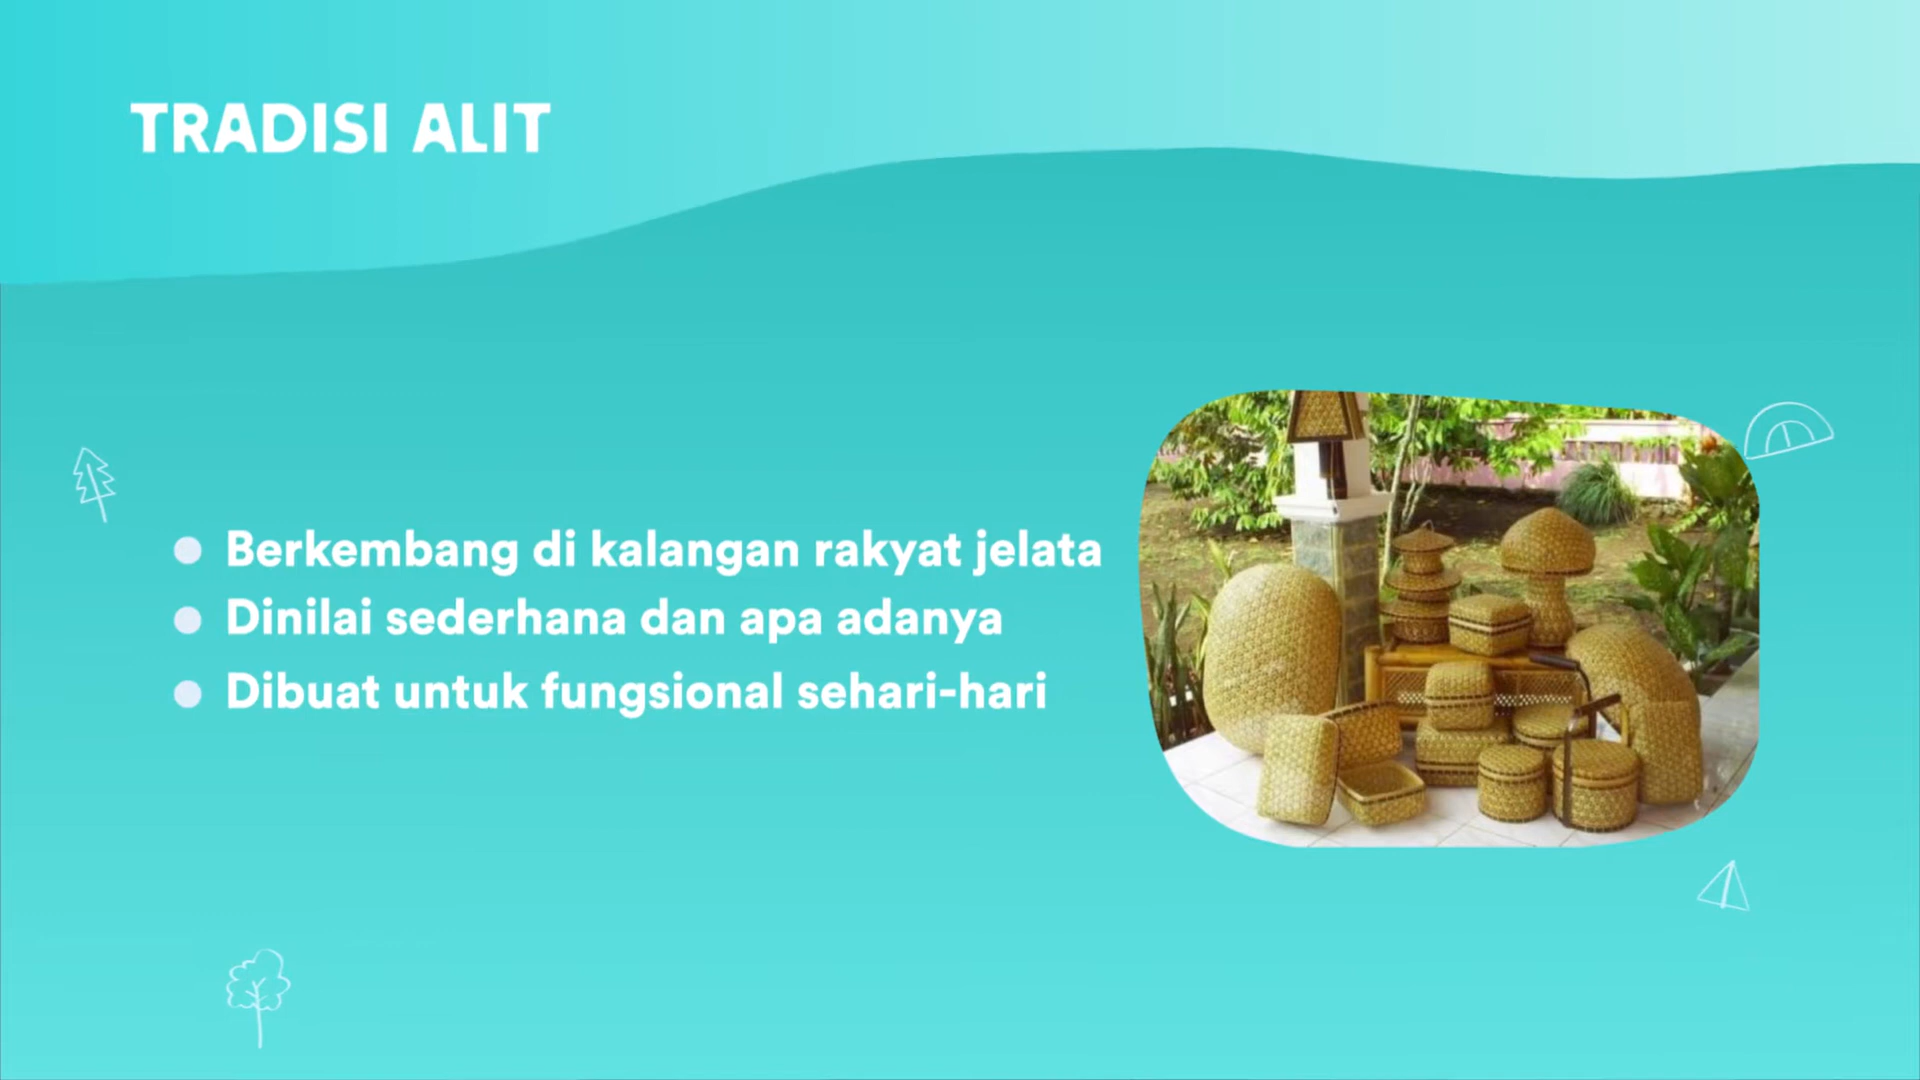 TRADISI ALIT
Berkembang di kalangan rakyat jelata
Dinilai sederhana dan apa adanya
Dibuat untuk fungsional sehari-hari